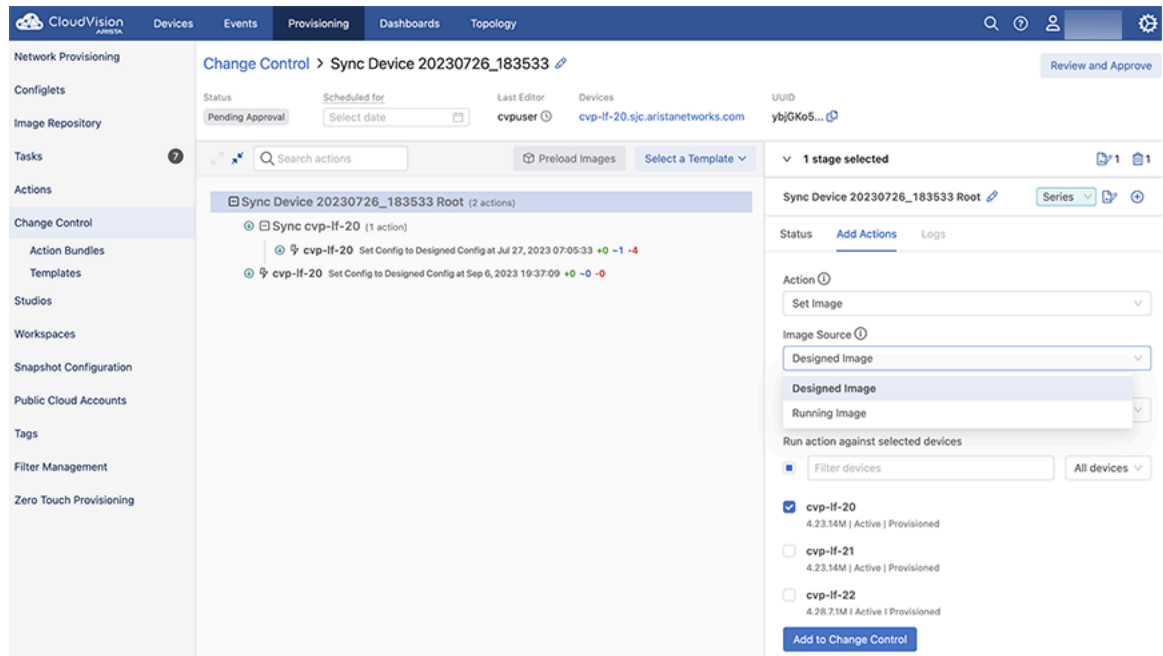 CloudVision
ARISTA
Devices
Events
Provisioning
Dashboards
Topology
Network Provisioning
Configlets
Image Repository
Tasks 7
Actions
Change Control
Action Bundles
Templates
Studios
Workspaces
Snapshot Configuration
Public Cloud Accounts
Tags
Filter Management
Zero Touch Provisioning
Change Control > Sync Device 20230726_183533
Review and Approve
Status
Scheduled for
Last Editor
Devices
UUID
Pending Approval
Select date
cvpuser
cvp-lf-20.sjc.aristanetworks.com
ybjGKo5...
Search actions
Preload Images
Select a Template
Sync Device 20230726_183533 Root (2 actions)
Sync cvp-lf-20 (1 action)
cvp-lf-20 Set Config to Designed Config at Jul 27, 2023 07:05:33 +0 ~1 -4
cvp-lf-20 Set Config to Designed Config at Sep 6, 2023 19:37:09 +0 ~0 -0
1 stage selected
1
1
Sync Device 20230726_183533 Root
Series
Status
Add Actions
Logs
Action
Set Image
Image Source
Designed Image
Designed Image
Running Image
Run action against selected devices
Filter devices
All devices
cvp-lf-20
4.23.14M | Active | Provisioned
cvp-lf-21
4.23.14M | Active | Provisioned
cvp-lf-22
4.28.7.1M | Active | Provisioned
Add to Change Control